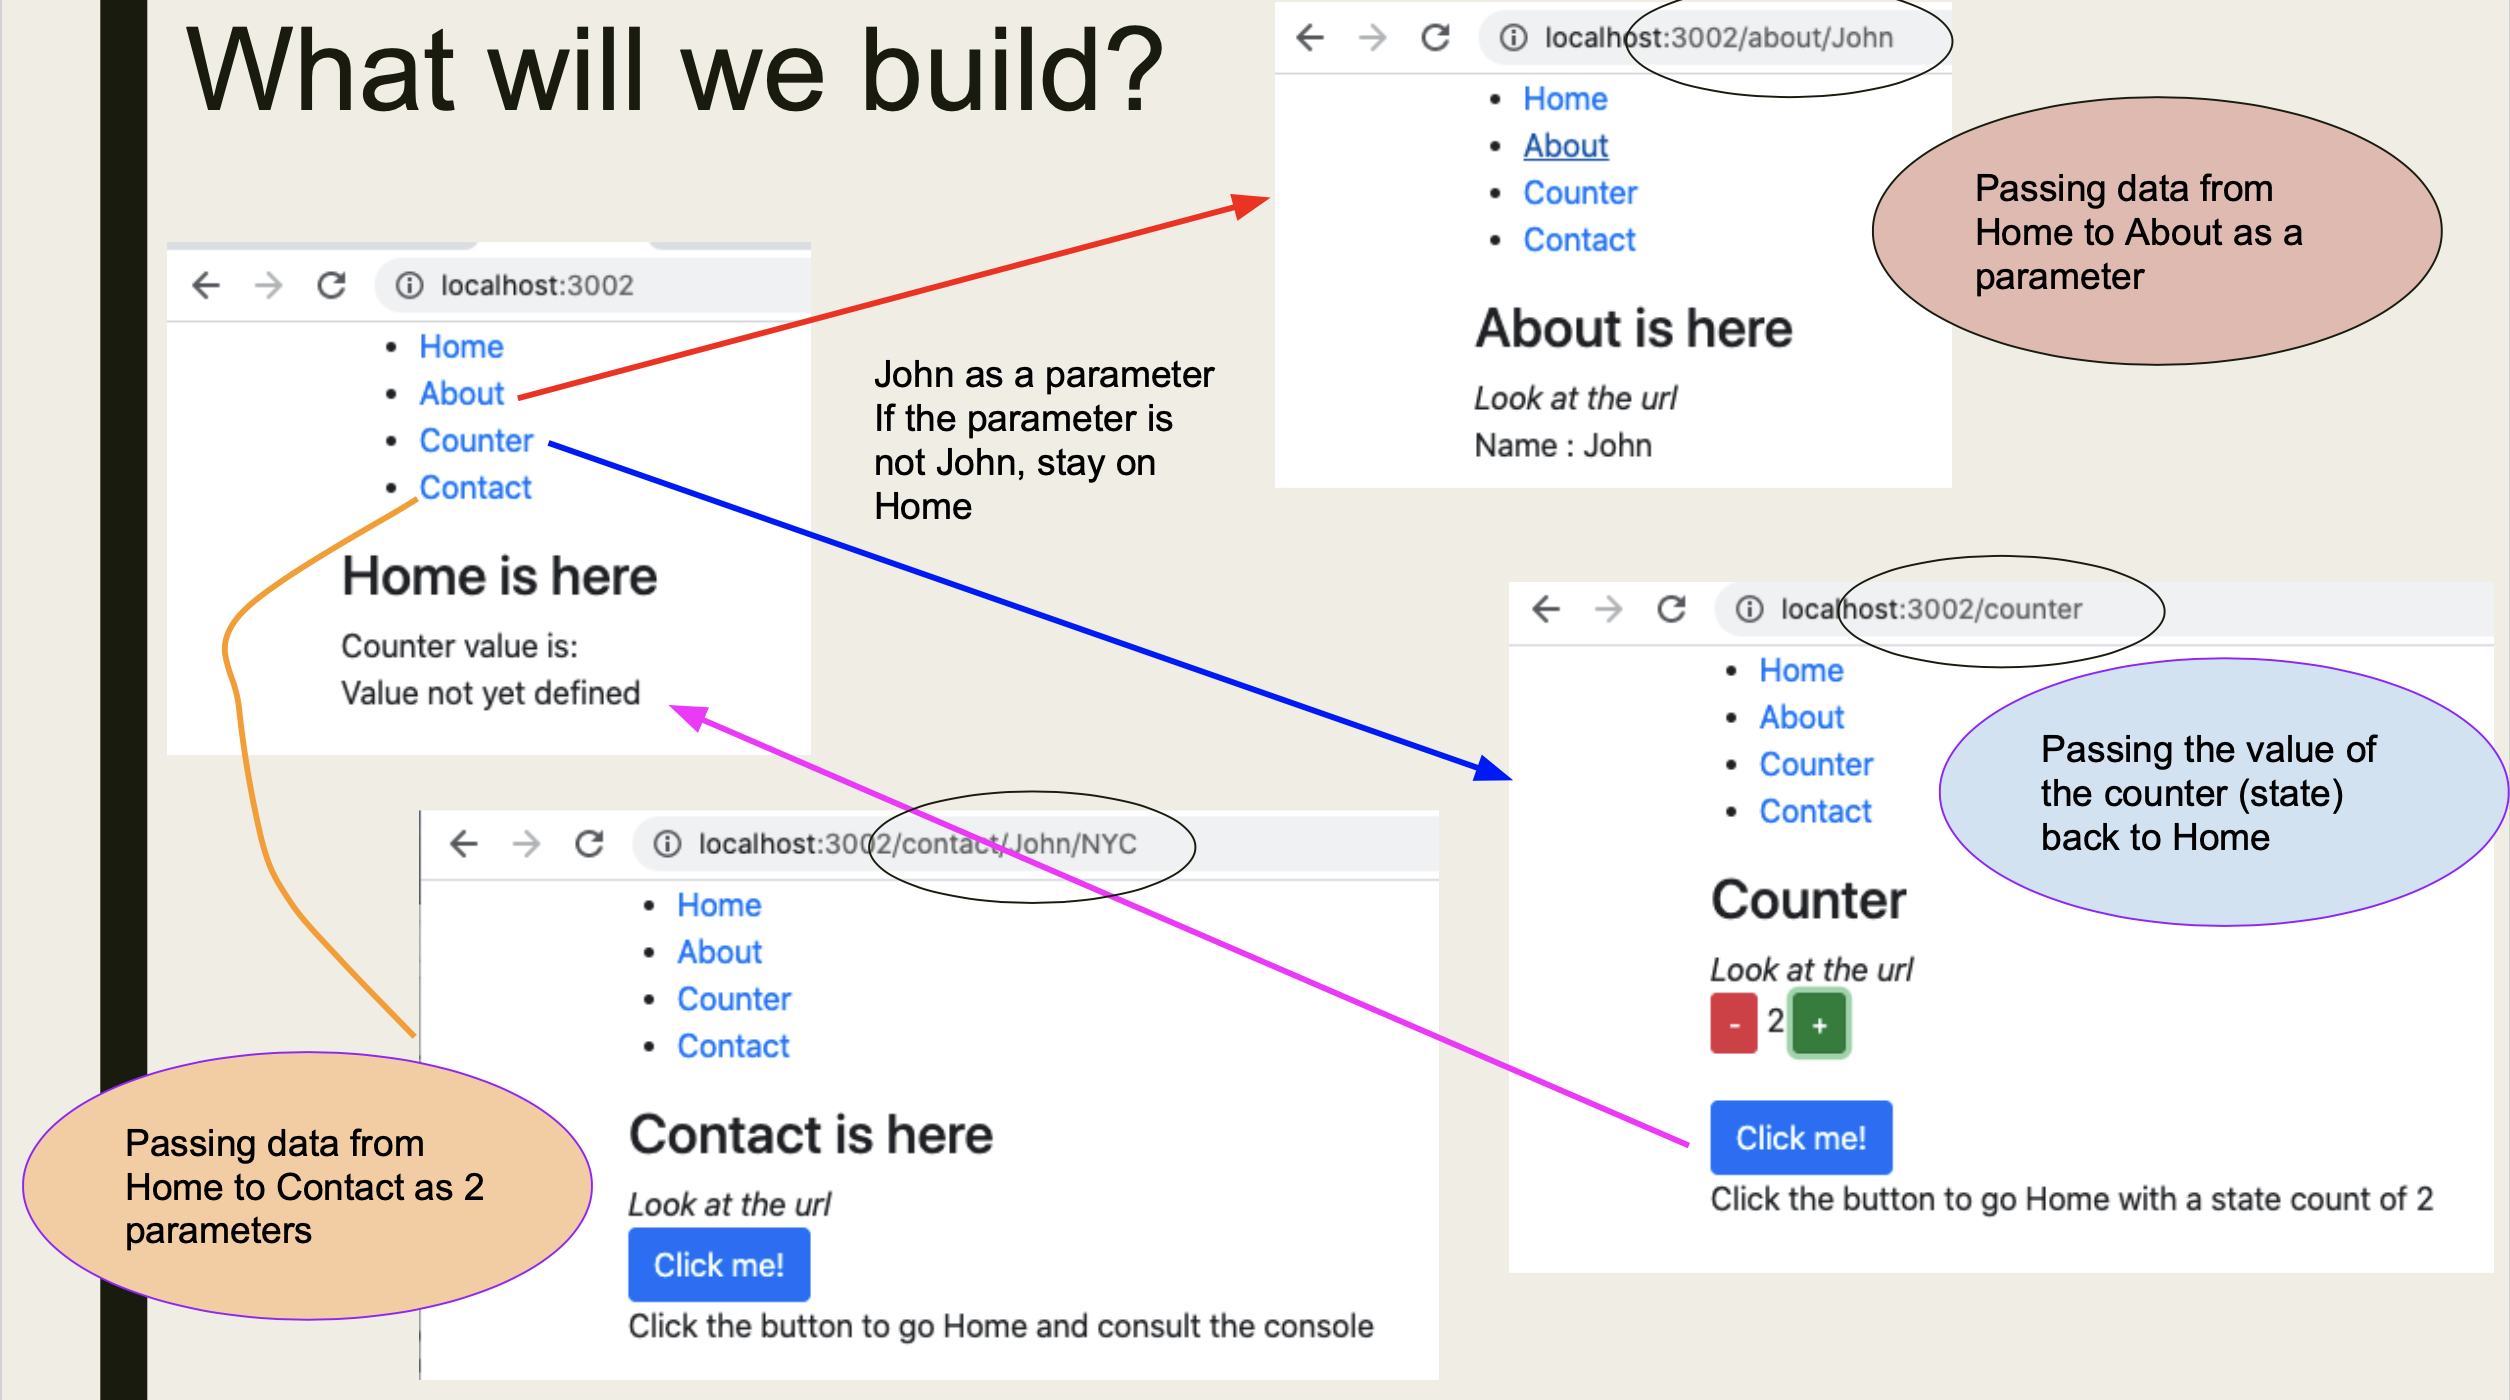 What will we build?
localhost:3002/about/John
Home
About
Counter
Contact
About is here
Look at the url
Name : John
Passing data from
Home to About as a
parameter
localhost:3002
Home
About
Counter
Contact
Home is here
Counter value is:
Value not yet defined
John as a parameter
If the parameter is
not John, stay on
Home
localhost:3002/counter
Home
About
Counter
Contact
Counter
Look at the url
- 2 +
Click me!
Click the button to go Home with a state count of 2
Passing the value of
the counter (state)
back to Home
localhost:3002/contact/John/NYC
Home
About
Counter
Contact
Contact is here
Look at the url
Click me!
Click the button to go Home and consult the console
Passing data from
Home to Contact as 2
parameters